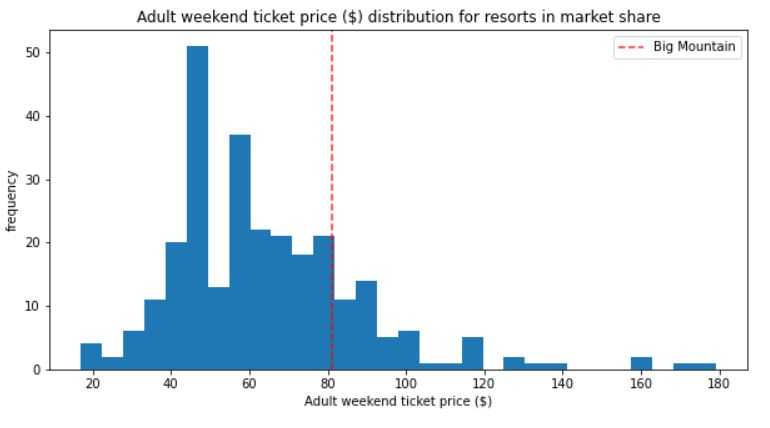 Adult weekend ticket price ($) distribution for resorts in market share
Big Mountain
50
40
30
20
10
0
frequency
20 40 60 80 100 120 140 160 180
Adult weekend ticket price ($)